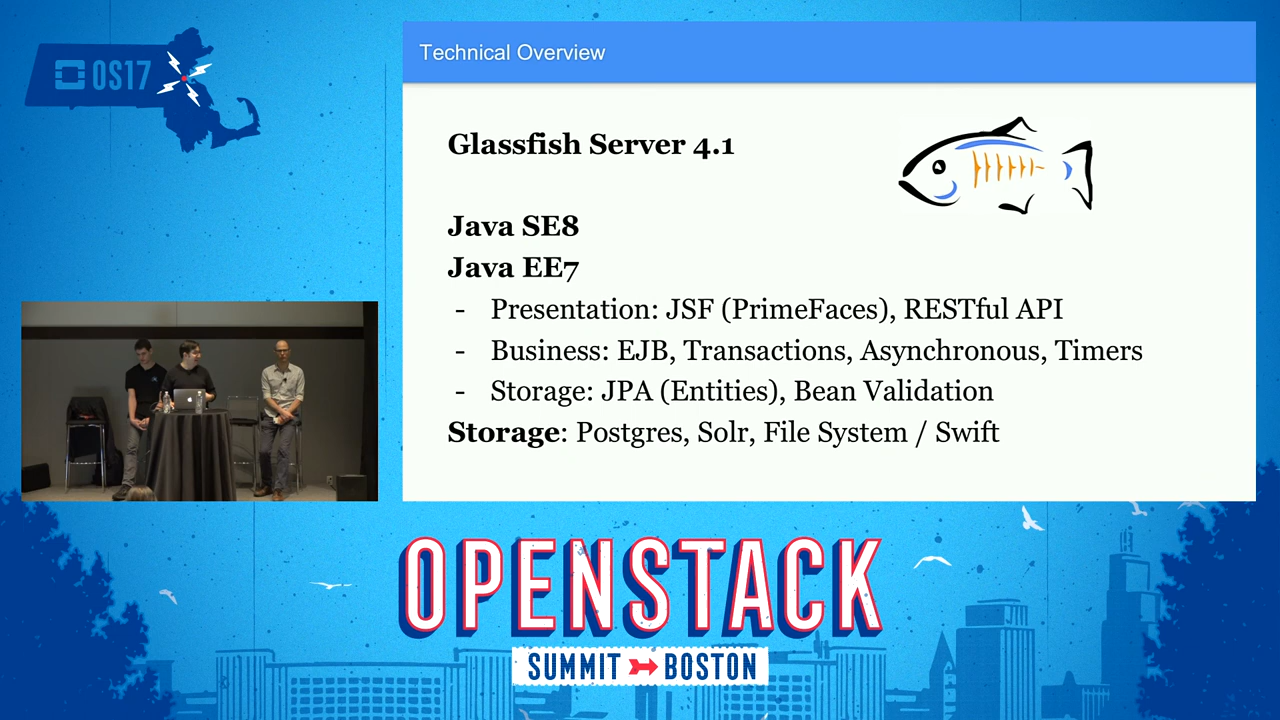 OS17
Technical Overview
Glassfish Server 4.1
Java SE8
Java EE7
- Presentation: JSF (PrimeFaces), RESTful API
- Business: EJB, Transactions, Asynchronous, Timers
- Storage: JPA (Entities), Bean Validation
Storage: Postgres, Solr, File System / Swift
OPENSTACK
SUMMIT BOSTON